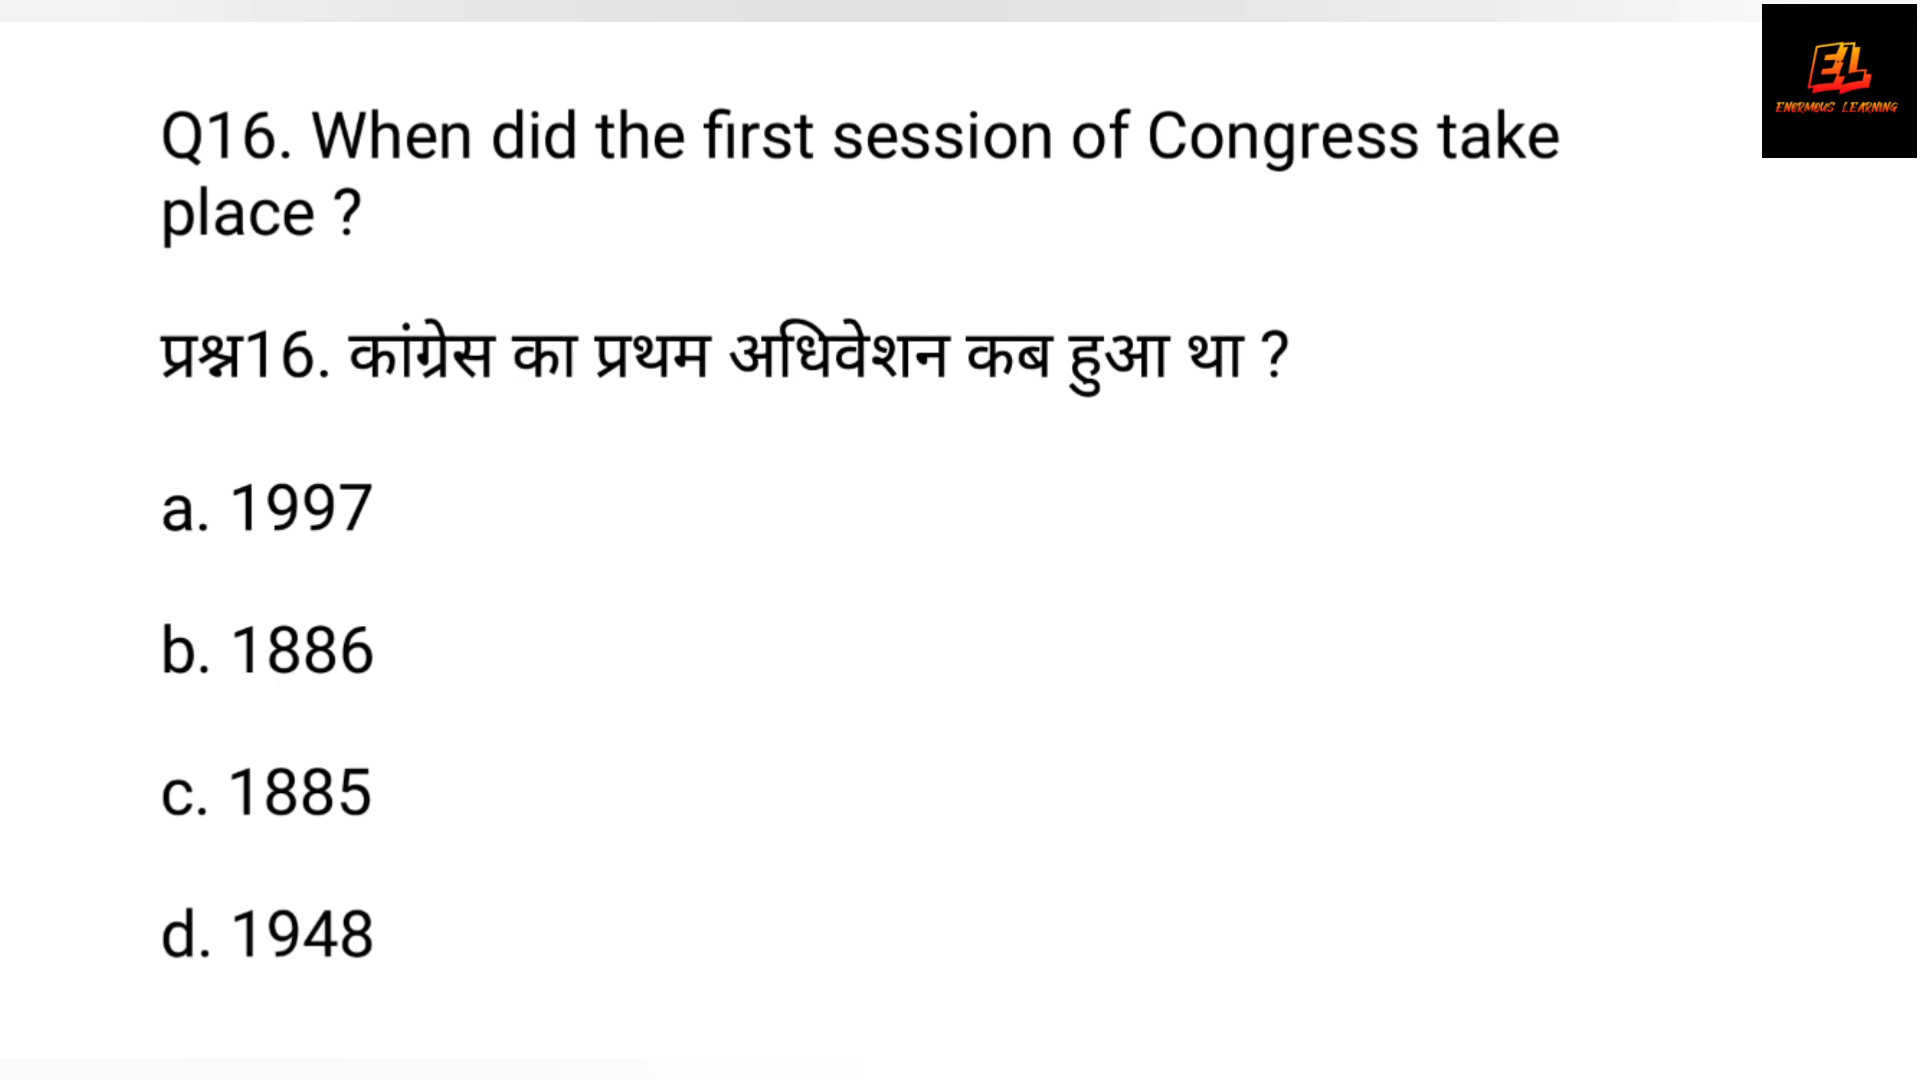 EL
ENORMOUS LEARNING
Q16. When did the first session of Congress take
place ?
प्रश्न16. कांग्रेस का प्रथम अधिवेशन कब हुआ था ?
a. 1997
b. 1886
c. 1885
d. 1948